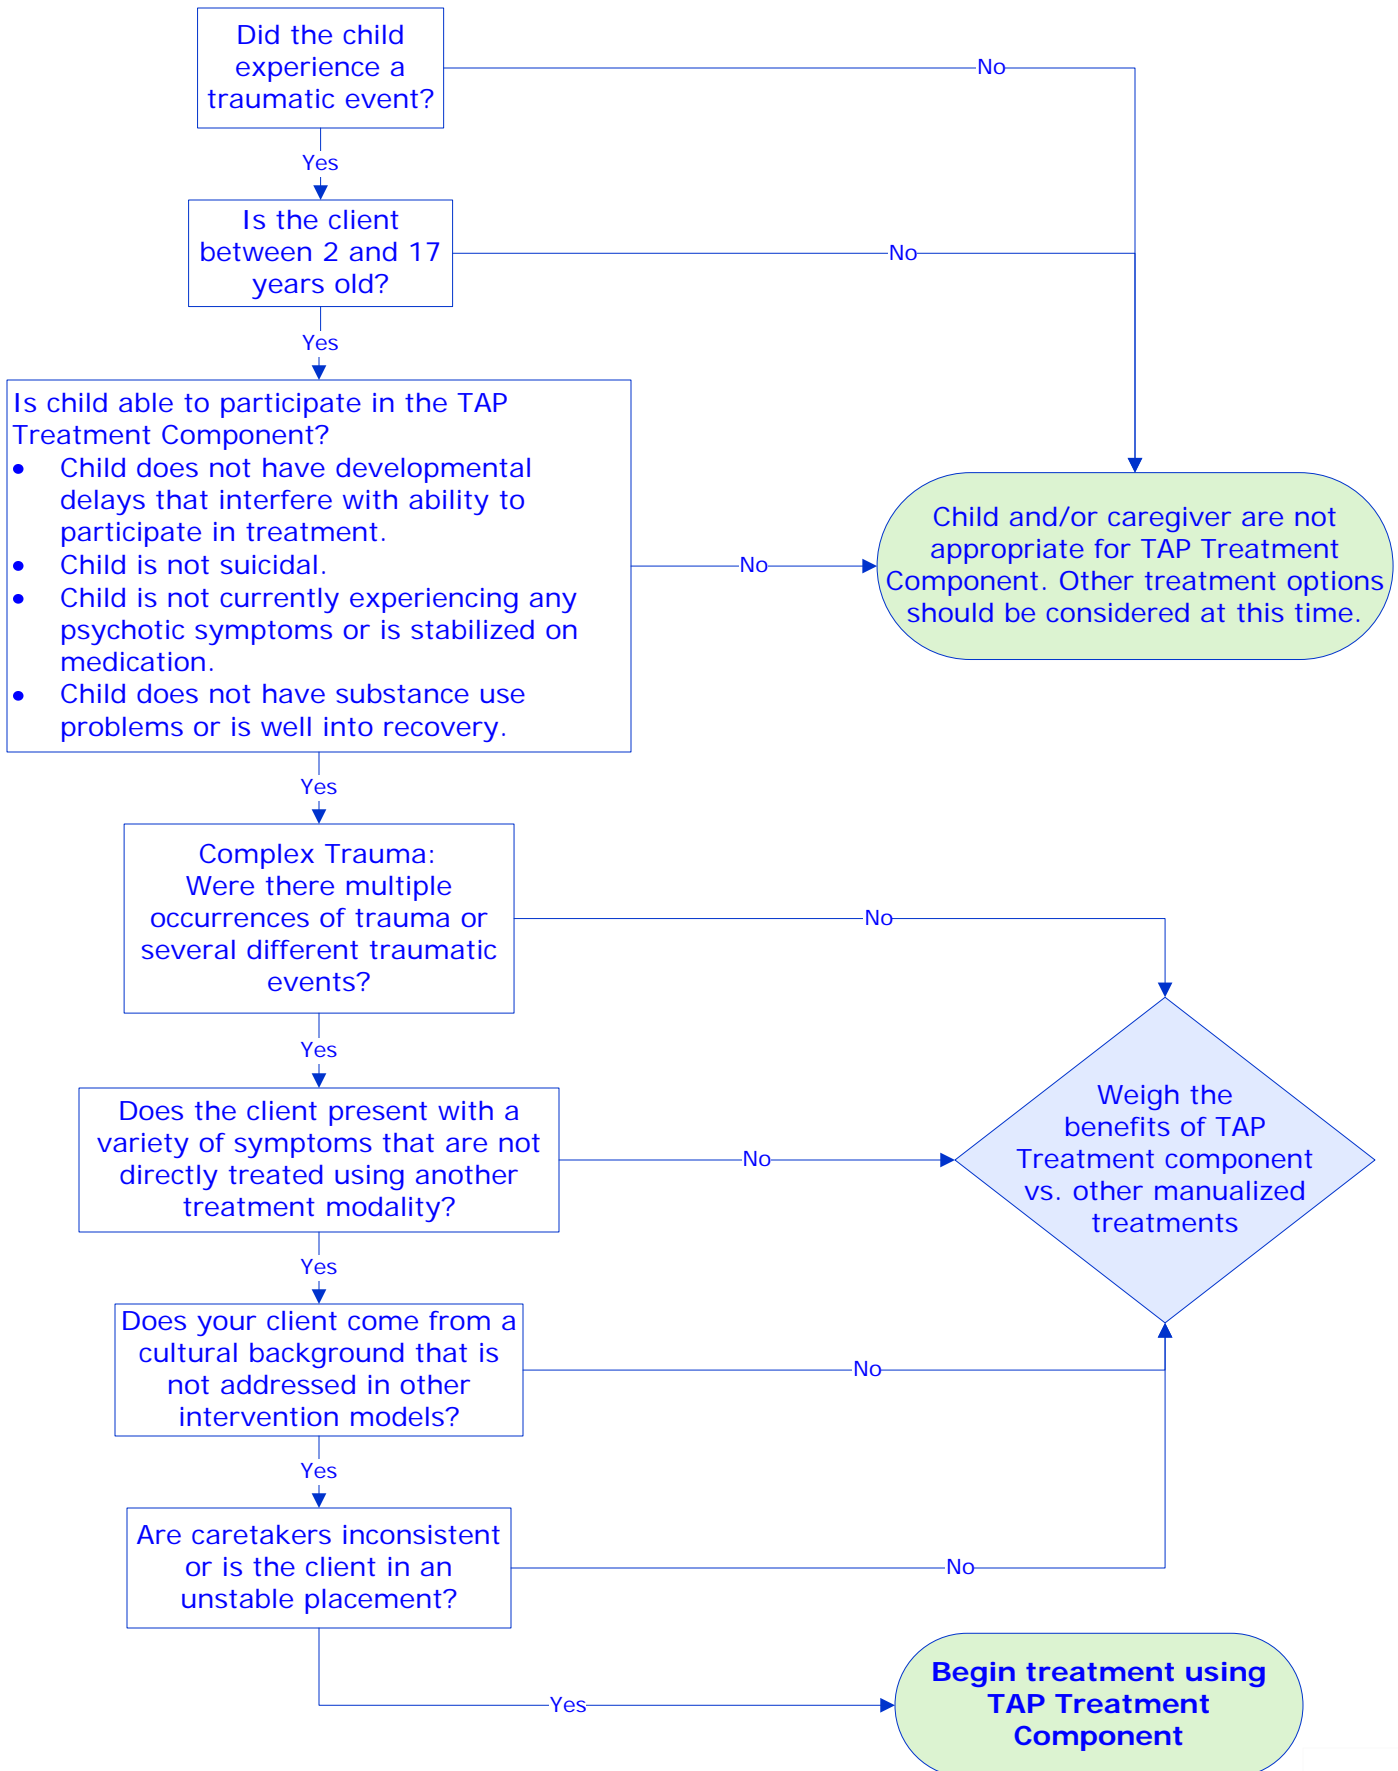 Did the child
experience a
traumatic event?
No
Yes
Is the client
between 2 and 17
years old?
No
Yes
Is child able to participate in the TAP
Treatment Component?
• Child does not have developmental
delays that interfere with ability to
participate in treatment.
• Child is not suicidal.
• Child is not currently experiencing any
psychotic symptoms or is stabilized on
medication.
• Child does not have substance use
problems or is well into recovery.
No
Child and/or caregiver are not
appropriate for TAP Treatment
Component. Other treatment options
should be considered at this time.
Yes
Complex Trauma:
Were there multiple
occurrences of trauma or
several different traumatic
events?
No
Yes
Does the client present with a
variety of symptoms that are not
directly treated using another
treatment modality?
No
Weigh the
benefits of TAP
Treatment component
vs. other manualized
treatments
Yes
Does your client come from a
cultural background that is
not addressed in other
intervention models?
No
Yes
Are caretakers inconsistent
or is the client in an
unstable placement?
No
Yes
Begin treatment using
TAP Treatment
Component